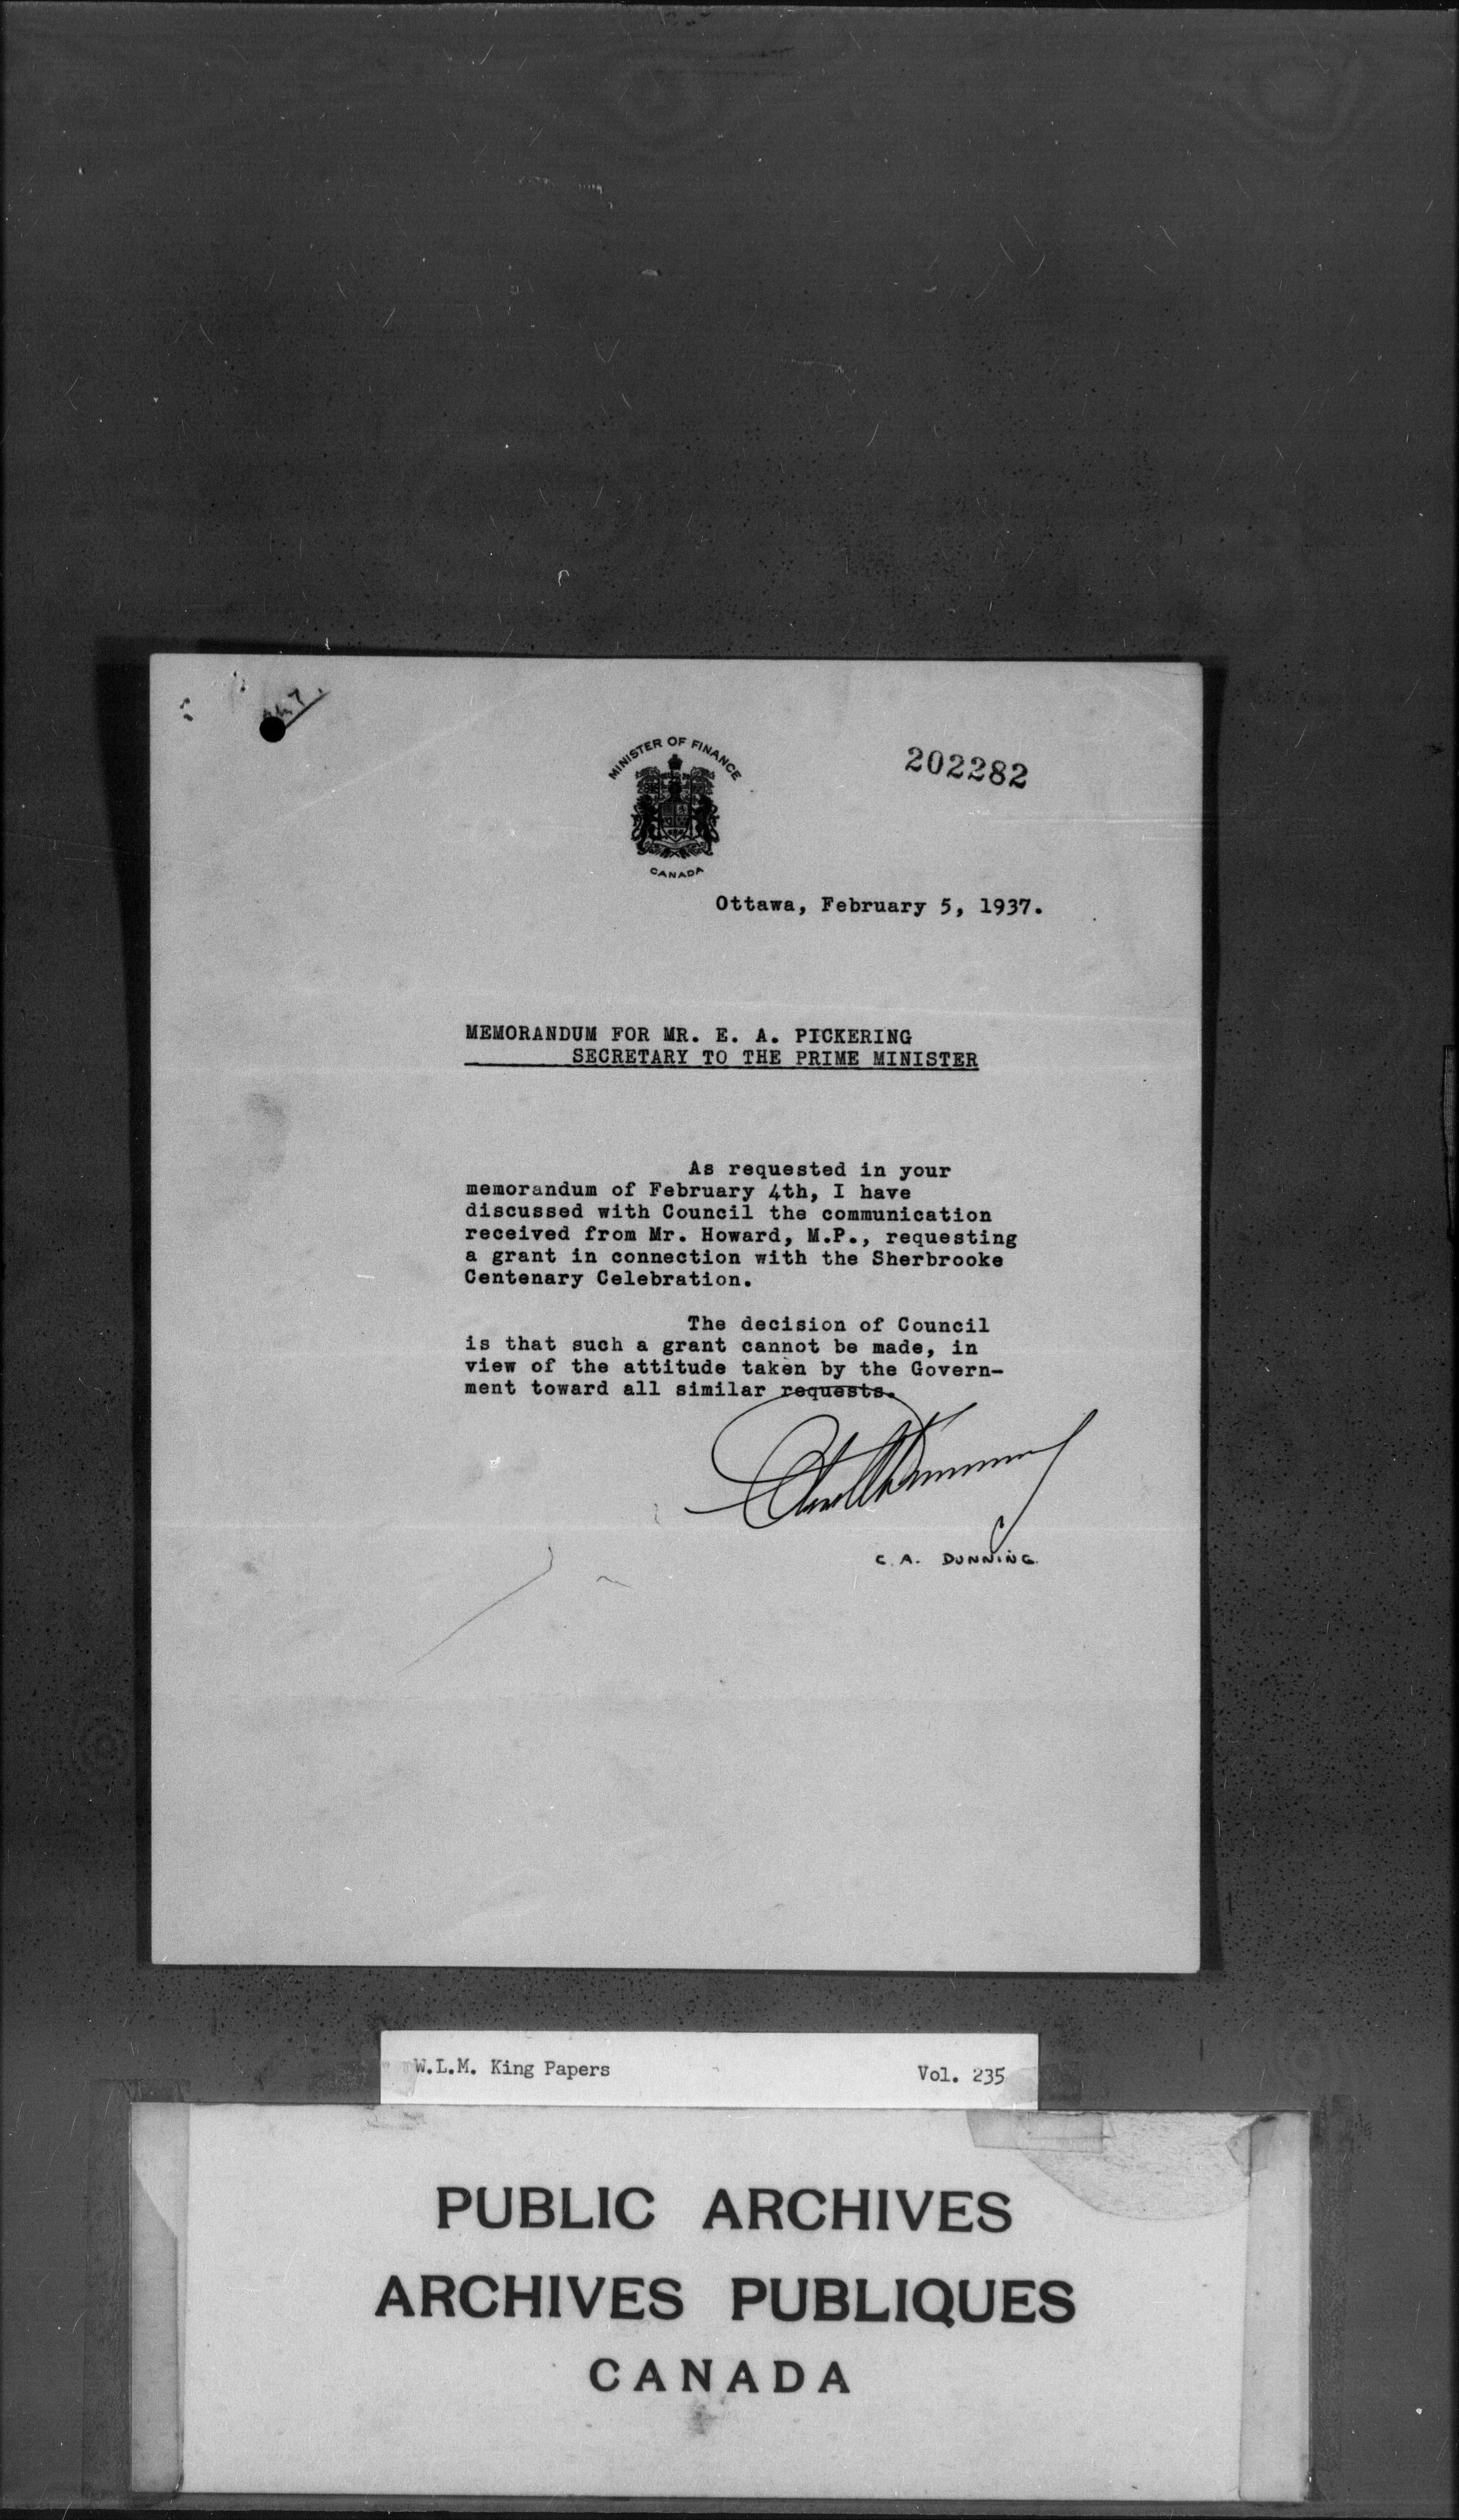 MINISTER OF FINANCE
CANADA
202282
Ottawa, February 5, 1937.
MEMORANDUM FOR MR. E. A. PICKERING
SECRETARY TO THE PRIME MINISTER
As requested in your
memorandum of February 4th, I have
discussed with Council the communication
received from Mr. Howard, M.P., requesting
a grant in connection with the Sherbrooke
Centenary Celebration.
The decision of Council
is that such a grant cannot be made, in
view of the attitude taken by the Govern-
ment toward all similar requests.
C. A. DUNNING
W.L.M. King Papers Vol. 235
PUBLIC ARCHIVES
ARCHIVES PUBLIQUES
CANADA